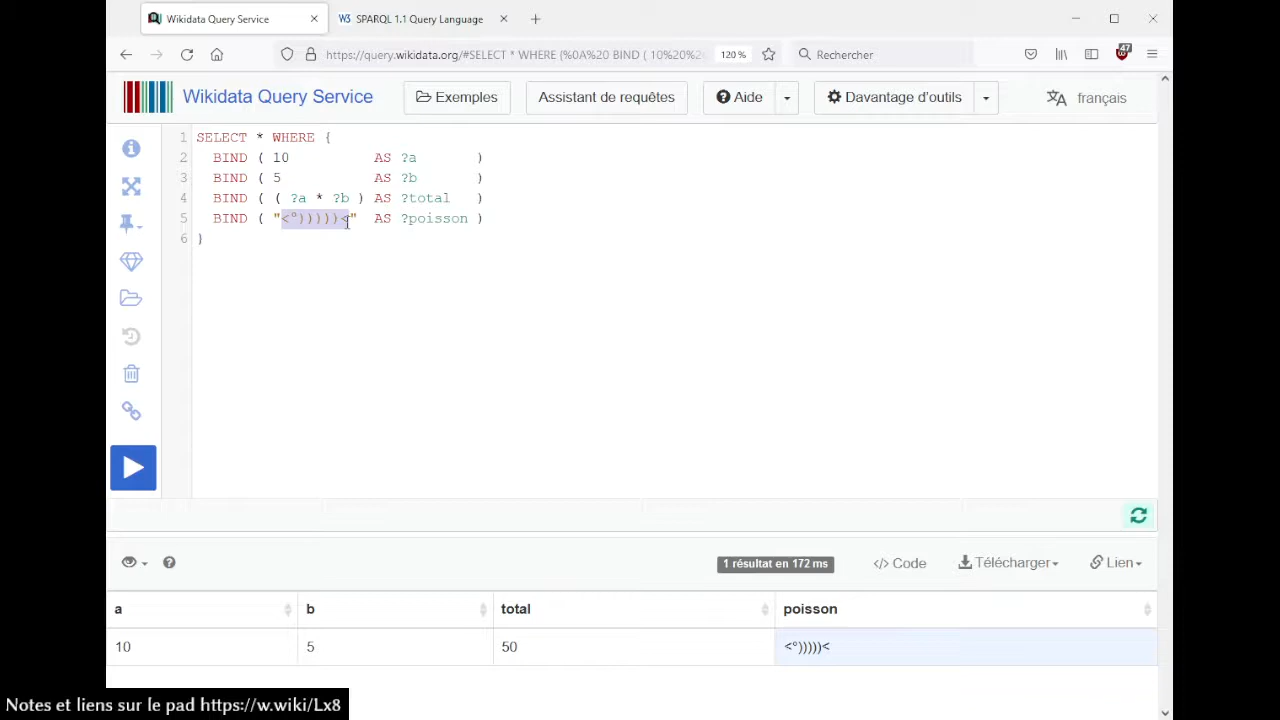 Wikidata Query Service
W3 SPARQL 1.1 Query Language
https://query.wikidata.org/#SELECT * WHERE {%0A%20 BIND ( 10%20%20%2
120 %
Rechercher
47
Wikidata Query Service
Exemples
Assistant de requêtes
Aide
Davantage d'outils
français
1 SELECT * WHERE {
2 BIND ( 10 AS ?a )
3 BIND ( 5 AS ?b )
4 BIND ( ( ?a * ?b ) AS ?total )
5 BIND ( "<°)))))<" AS ?poisson )
6 }
1 résultat en 172 ms
</> Code
Télécharger
Lien
a b total poisson
10 5 50 <°)))))<
Notes et liens sur le pad https://w.wiki/Lx8